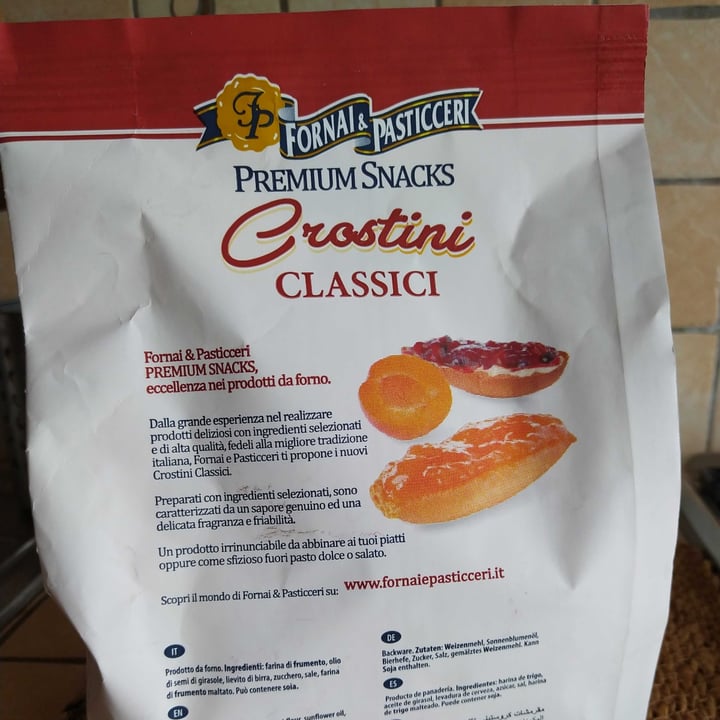 FP
FORNAI & PASTICCERI
PREMIUM SNACKS
Crostini
CLASSICI
Fornai & Pasticceri
PREMIUM SNACKS,
eccellenza nei prodotti da forno.
Dalla grande esperienza nel realizzare
prodotti deliziosi con ingredienti selezionati
e di alta qualità, fedeli alla migliore tradizione
italiana, Fornai e Pasticceri ti propone i nuovi
Crostini Classici.
Preparati con ingredienti selezionati, sono
caratterizzati da un sapore genuino ed una
delicata fragranza e friabilità.
Un prodotto irrinunciabile da abbinare ai tuoi piatti
oppure come sfizioso fuori pasto dolce o salato.
Scopri il mondo di Fornai & Pasticceri su: www.fornaiepasticceri.it
IT
Prodotto da forno. Ingredienti: farina di frumento, olio
di semi di girasole, lievito di birra, zucchero, sale, farina
di frumento maltato. Può contenere soia.
EN
flour, sunflower oil,
DE
Backware. Zutaten: Weizenmehl, Sonnenblumenöl,
Bierhefe, Zucker, Salz, gemälztes Weizenmehl. Kann
Soja enthalten.
ES
Producto de panadería. Ingredientes: harina de trigo,
aceite de girasol, levadura de cerveza, azúcar, sal, harina
de trigo malteado. Puede contener soja.